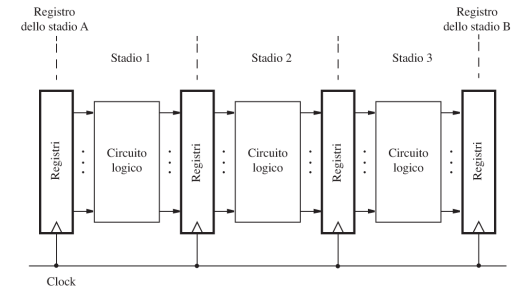 Registro
dello stadio A
Registro
dello stadio B
Stadio 1
Stadio 2
Stadio 3
Registri
Circuito
logico
Registri
Circuito
logico
Registri
Circuito
logico
Registri
Clock